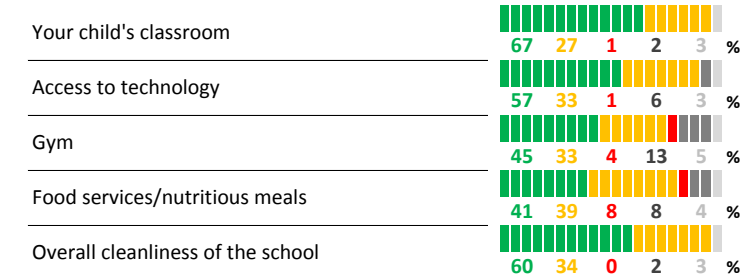 Your child's classroom
67 27 1 2 3 %
Access to technology
57 33 1 6 3 %
Gym
45 33 4 13 5 %
Food services/nutritious meals
41 39 8 8 4 %
Overall cleanliness of the school
60 34 0 2 3 %